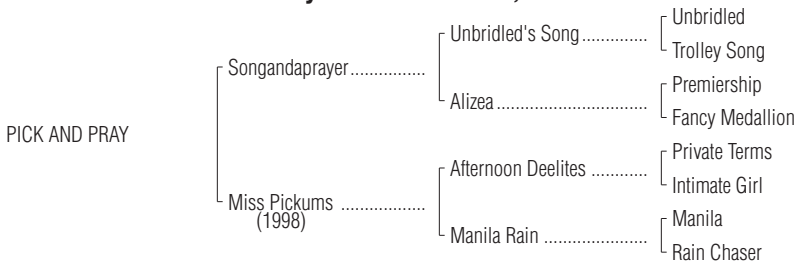 Unbridled
Unbridled's Song..............
Trolley Song
Songandaprayer................
Premiership
Alizea................................
Fancy Medallion
PICK AND PRAY
Private Terms
Afternoon Deelites ............
Intimate Girl
Miss Pickums ..................
(1998)
Manila
Manila Rain ......................
Rain Chaser